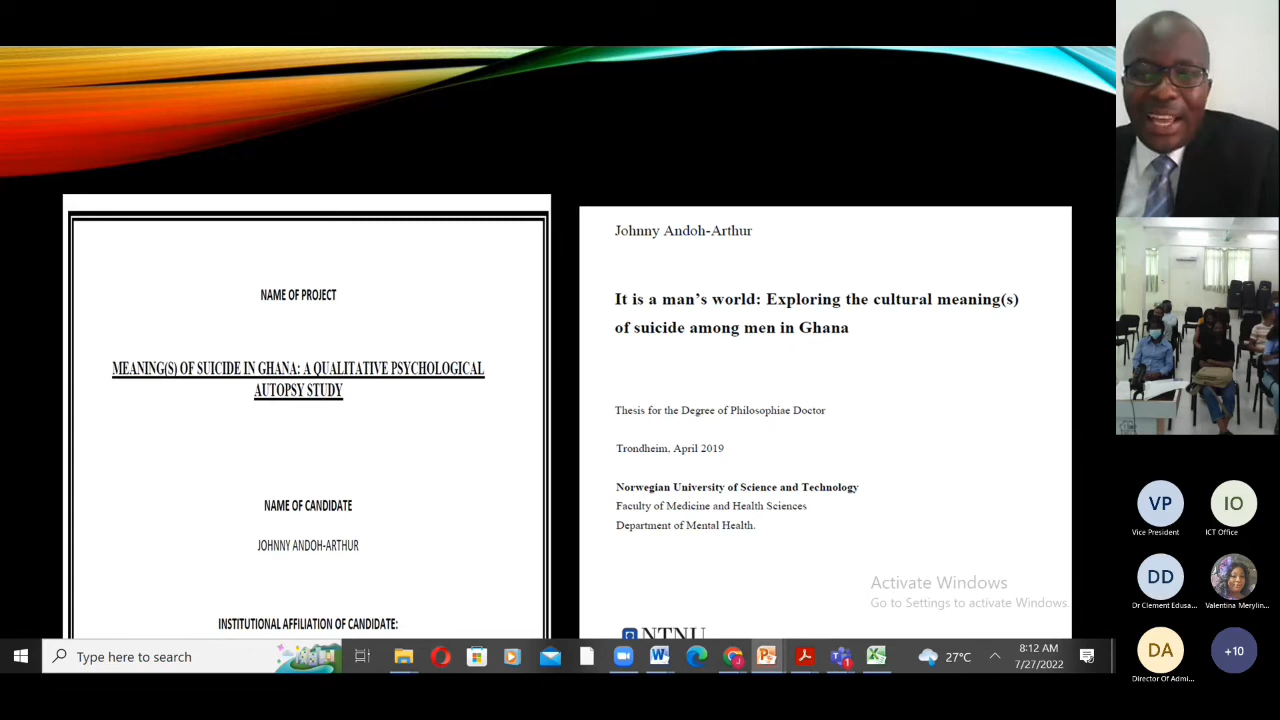 NAME OF PROJECT
MEANING(S) OF SUICIDE IN GHANA: A QUALITATIVE PSYCHOLOGICAL
AUTOPSY STUDY
NAME OF CANDIDATE
JOHNNY ANDOH-ARTHUR
INSTITUTIONAL AFFILIATION OF CANDIDATE:
Johnny Andoh-Arthur
It is a man's world: Exploring the cultural meaning(s)
of suicide among men in Ghana
Thesis for the Degree of Philosophiae Doctor
Trondheim, April 2019
Norwegian University of Science and Technology
Faculty of Medicine and Health Sciences
Department of Mental Health.
NTNU
Activate Windows
Go to Settings to activate Windows.
VP
Vice President
IO
ICT Office
DD
Dr Clement Edusa...
Valentina Merylin...
DA
Director Of Admi...
+10
Type here to search
27°C
8:12 AM
7/27/2022